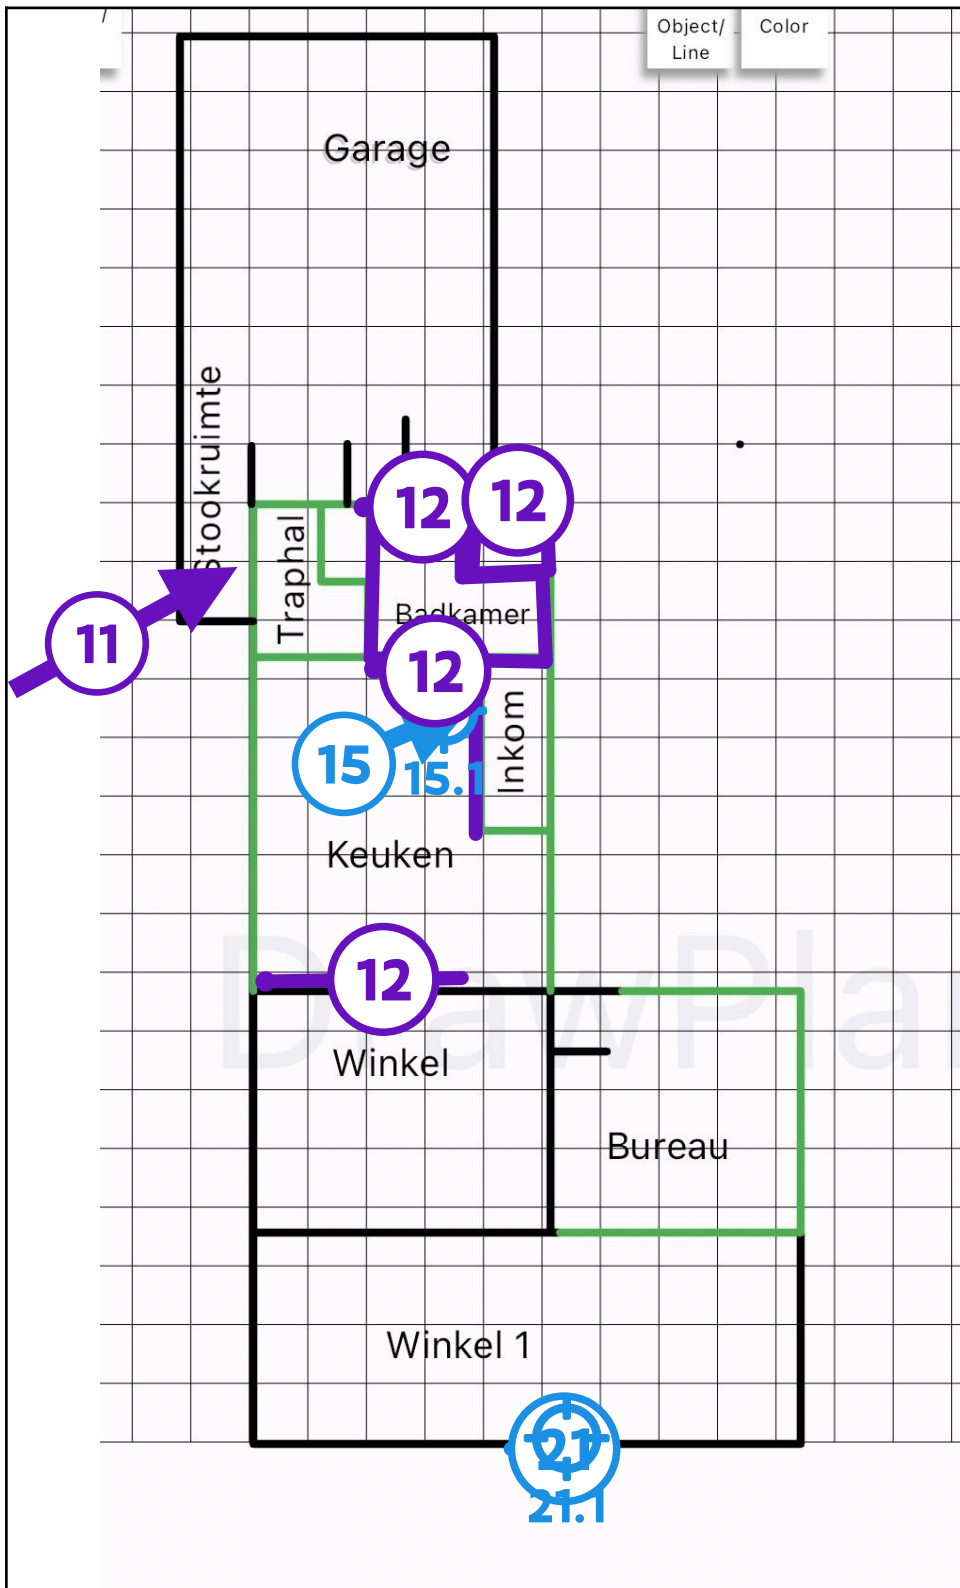 Object/
Line
Color
Garage
Stookruimte
12
12
Traphal
Badkamer
11
12
Inkom
15
15.1
Keuken
12
DrawPlan
Winkel
Bureau
Winkel 1
21
21.1